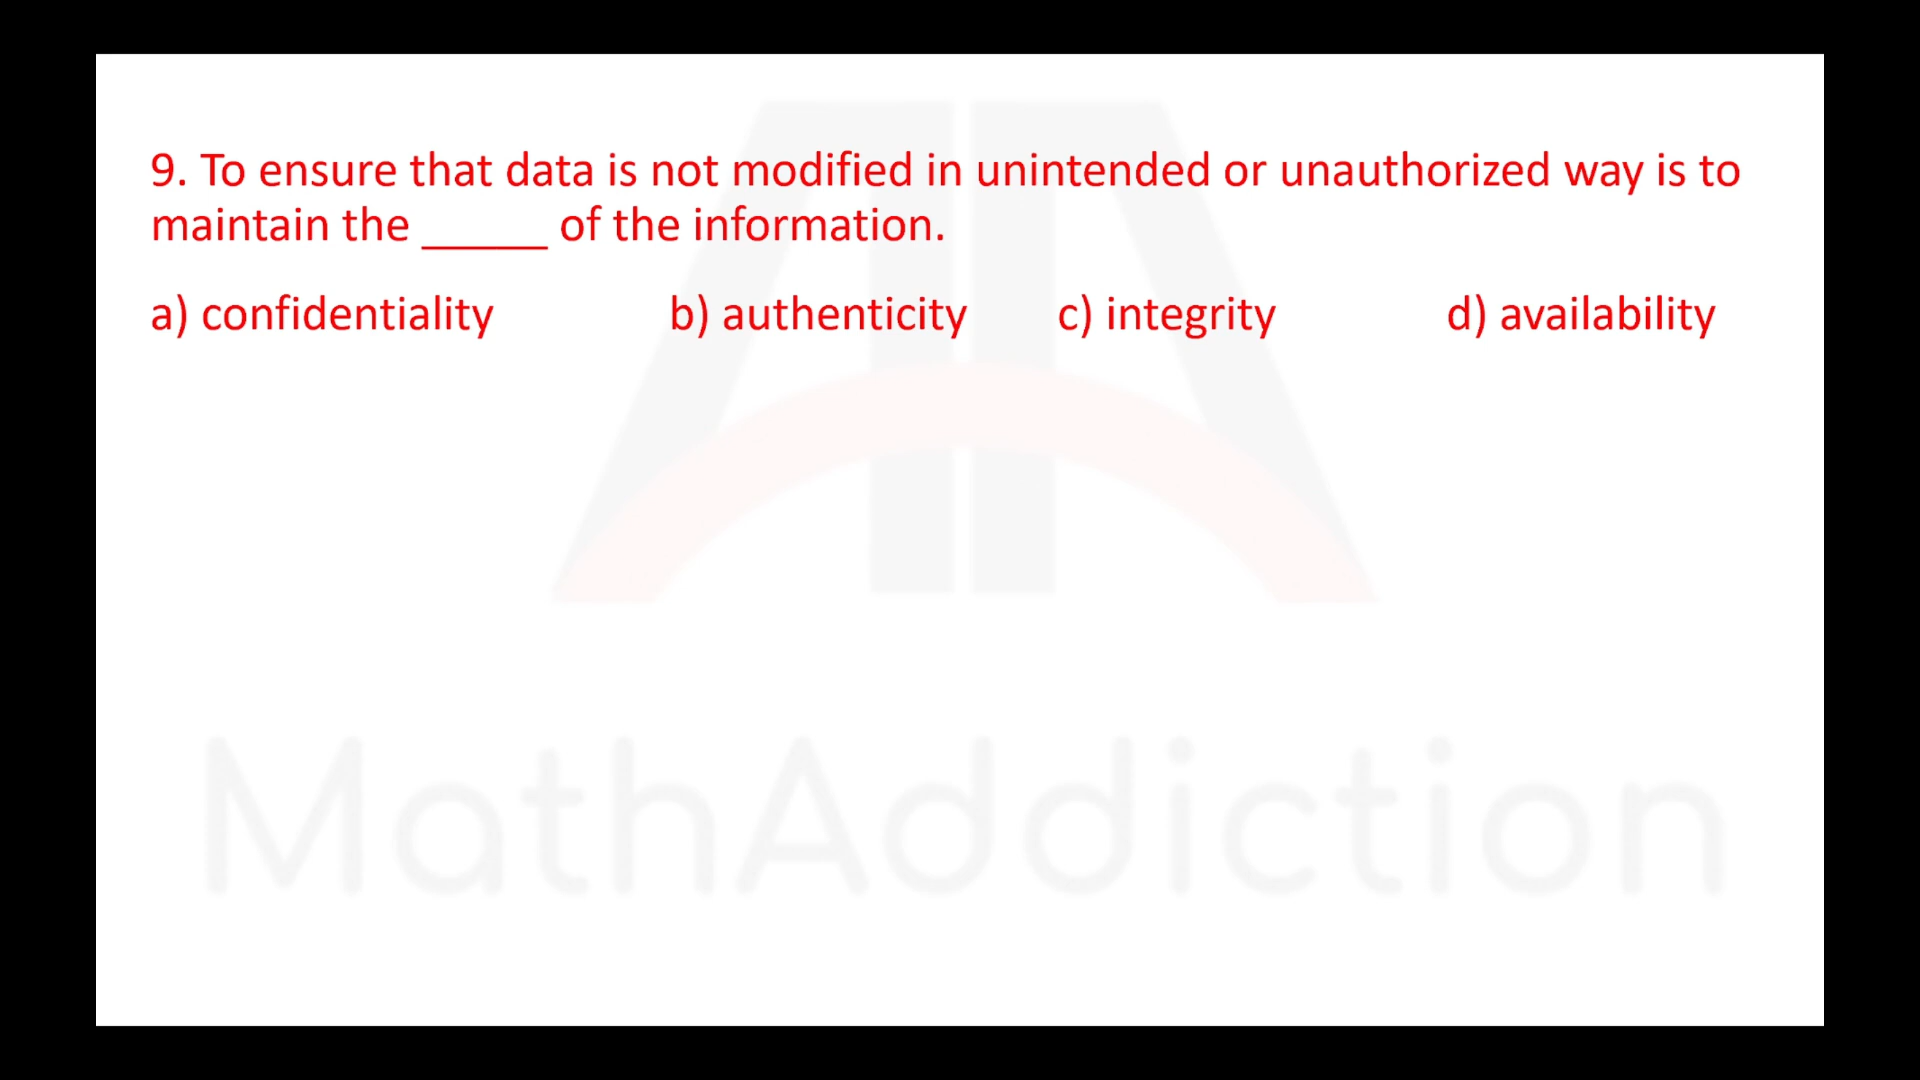 9. To ensure that data is not modified in unintended or unauthorized way is to
maintain the _____ of the information.
a) confidentiality b) authenticity c) integrity d) availability
MathAddiction